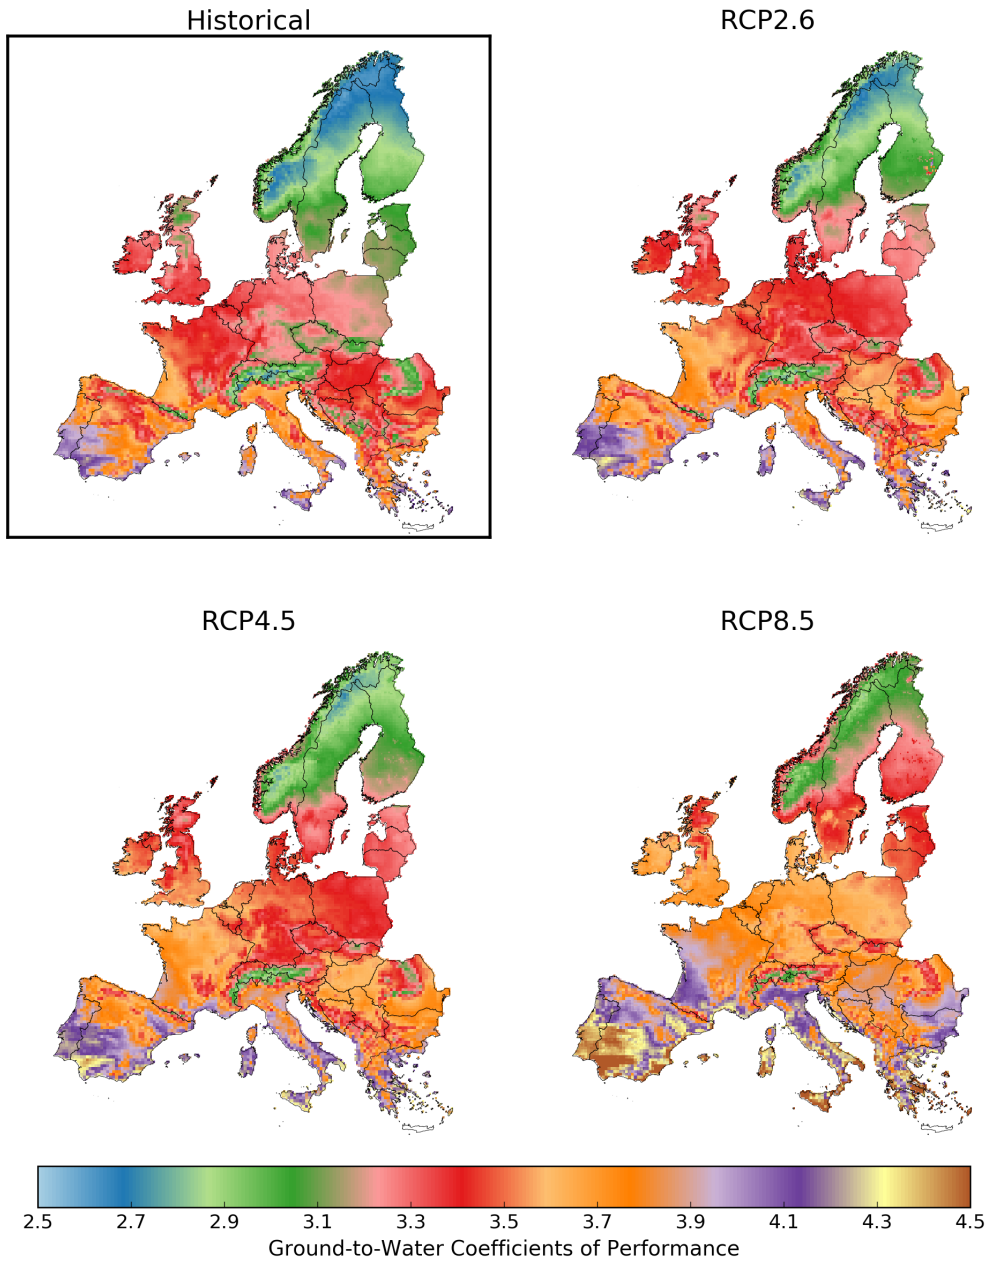 Historical
RCP2.6
RCP4.5
RCP8.5
2.5 2.7 2.9 3.1 3.3 3.5 3.7 3.9 4.1 4.3 4.5
Ground-to-Water Coefficients of Performance